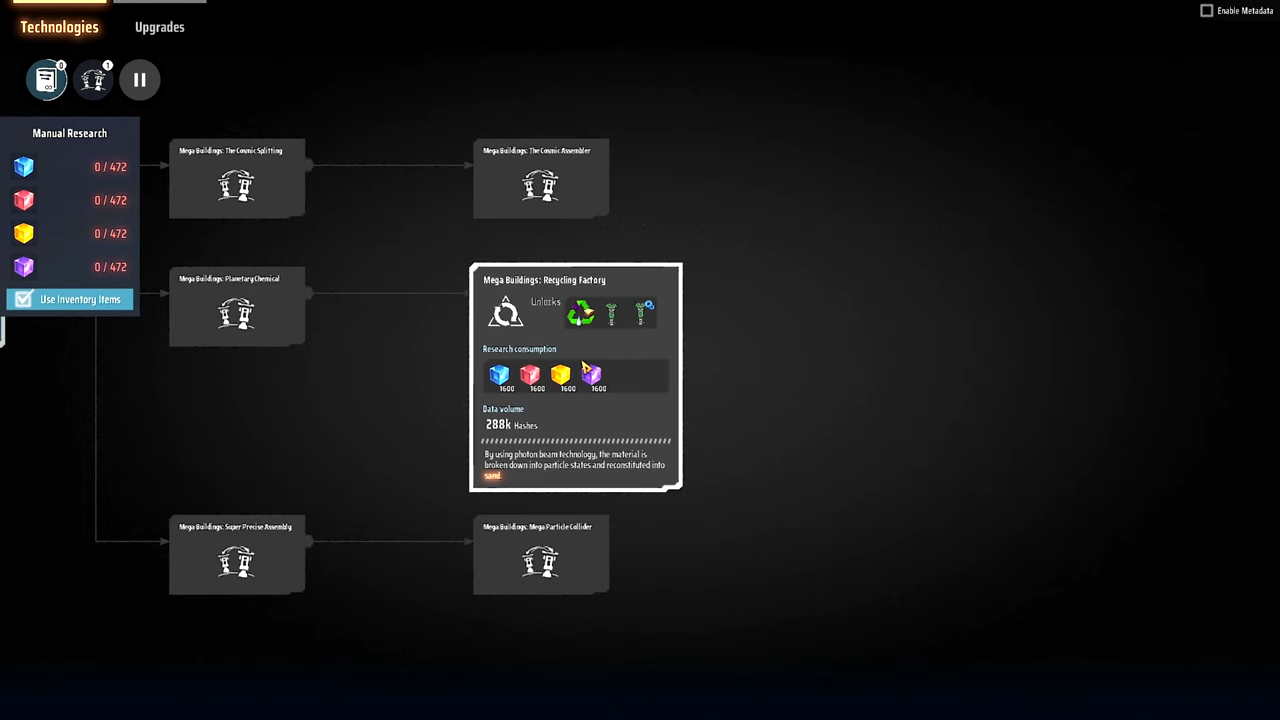 Technologies
Upgrades
Enable Metadata
0
1
Manual Research
0 / 472
0 / 472
0 / 472
0 / 472
Use Inventory Items
Mega Buildings: The Cosmic Splitting
Mega Buildings: The Cosmic Assembler
Mega Buildings: Planetary Chemical
Mega Buildings: Recycling Factory
Unlocks
Research consumption
1600 1600 1600 1600
Data volume
288k Hashes
By using photon beam technology, the material is
broken down into particle states and reconstituted into
sand.
Mega Buildings: Super Precise Assembly
Mega Buildings: Mega Particle Collider